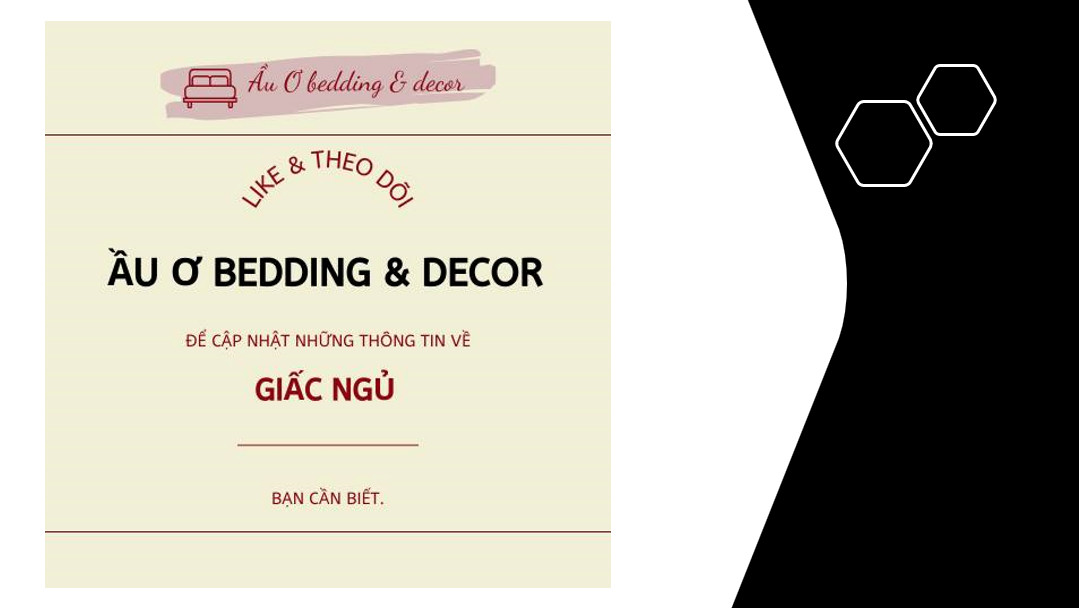 Ầu Ơ bedding & decor
LIKE & THEO DÕI
ẦU Ơ BEDDING & DECOR
ĐỂ CẬP NHẬT NHỮNG THÔNG TIN VỀ
GIẤC NGỦ
BẠN CẦN BIẾT.